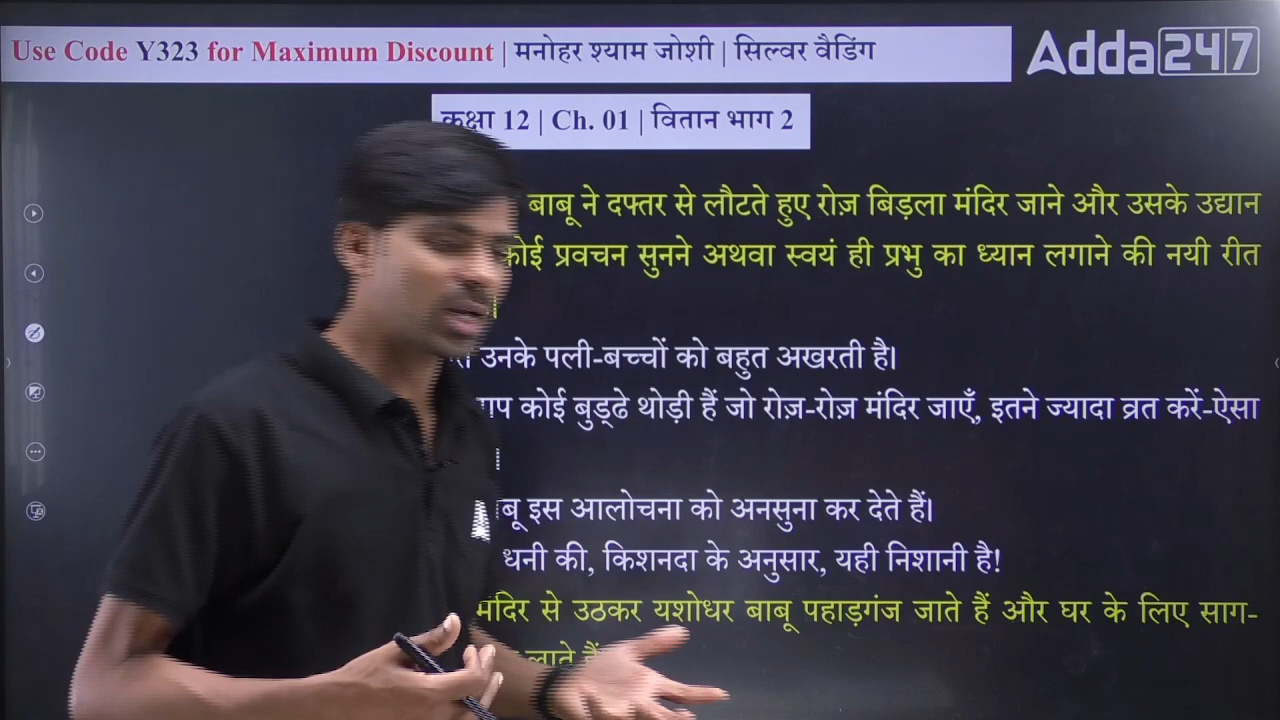 Use Code Y323 for Maximum Discount | मनोहर श्याम जोशी | सिल्वर वैडिंग
Adda247
कक्षा 12 | Ch. 01 | वितान भाग 2
बाबू ने दफ्तर से लौटते हुए रोज़ बिड़ला मंदिर जाने और उसके उद्यान
कोई प्रवचन सुनने अथवा स्वयं ही प्रभु का ध्यान लगाने की नयी रीत
उनके पली-बच्चों को बहुत अखरती है।
कोई बुड्ढे थोड़ी हैं जो रोज़-रोज़ मंदिर जाएँ, इतने ज्यादा व्रत करें-ऐसा
इस आलोचना को अनसुना कर देते हैं।
धनी की, किशनदा के अनुसार, यही निशानी है!
मंदिर से उठकर यशोधर बाबू पहाड़गंज जाते हैं और घर के लिए साग-
लाते